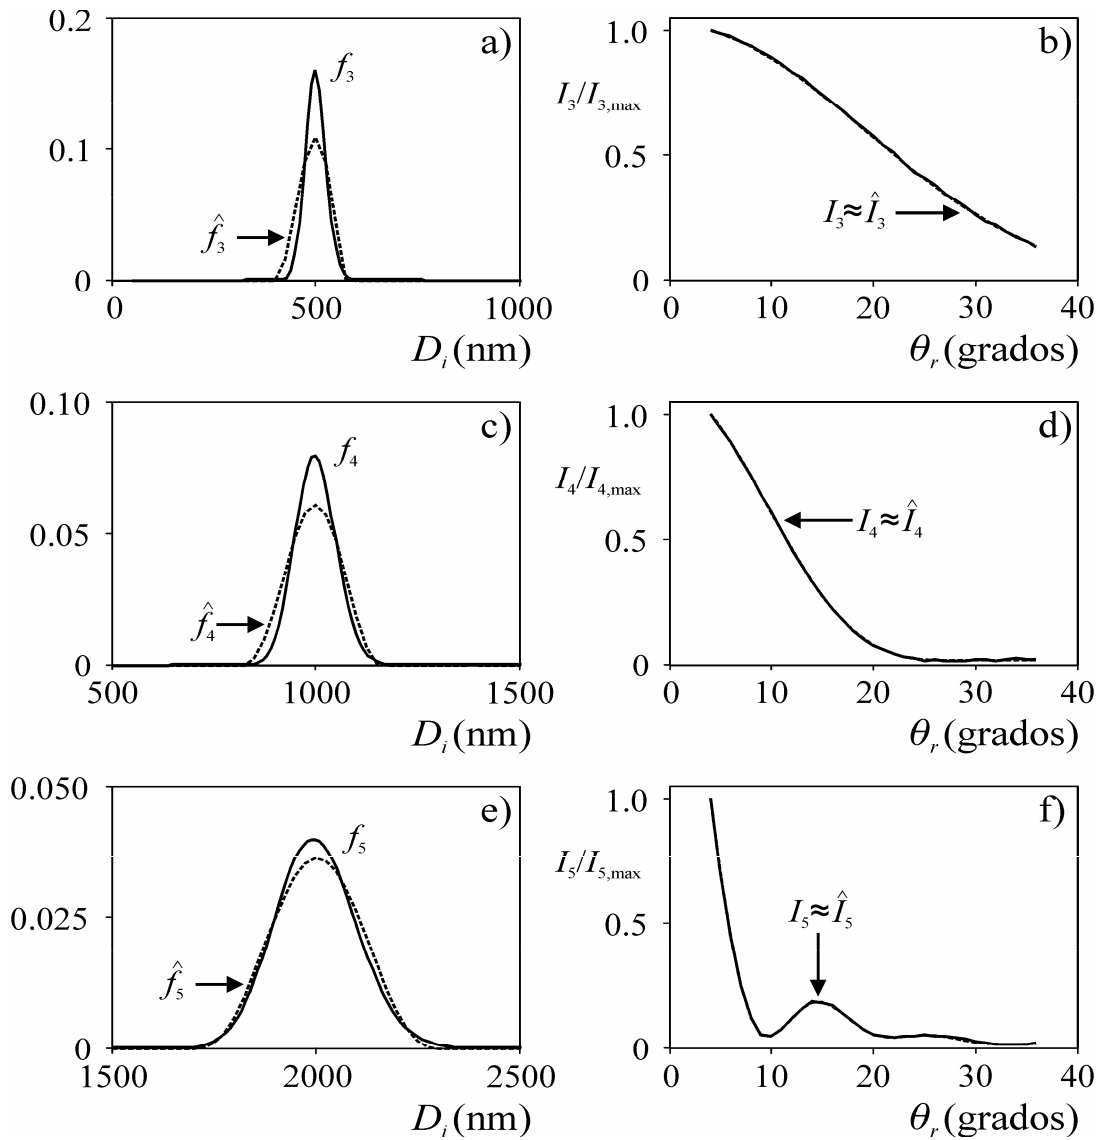 0.2
a)
f₃
0.1
f̂₃
0
0 500 1000
Dᵢ (nm)
b)
1.0
I₃/I₃,max
0.5
I₃≈Î₃
0
0 10 20 30 40
θᵣ (grados)
0.10
c)
f₄
0.05
f̂₄
0
500 1000 1500
Dᵢ (nm)
d)
1.0
I₄/I₄,max
I₄≈Î₄
0.5
0
0 10 20 30 40
θᵣ (grados)
0.050
e)
f₅
0.025
f̂₅
0
1500 2000 2500
Dᵢ (nm)
f)
1.0
I₅/I₅,max
I₅≈Î₅
0.5
0
0 10 20 30 40
θᵣ (grados)